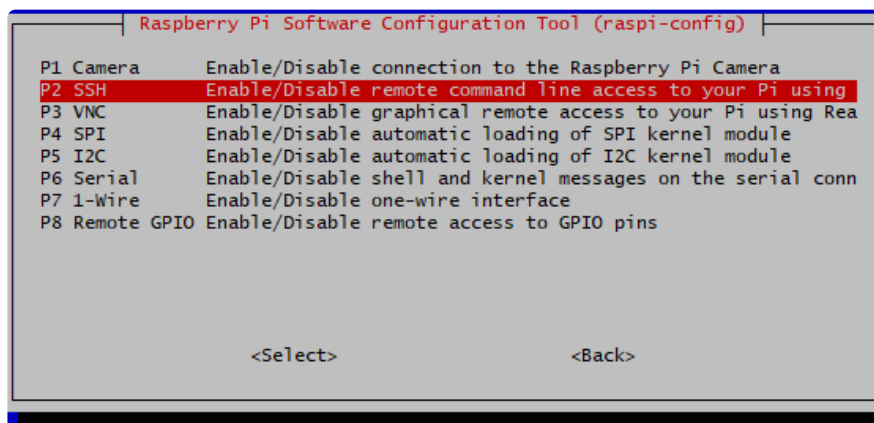 Raspberry Pi Software Configuration Tool (raspi-config)
P1 Camera Enable/Disable connection to the Raspberry Pi Camera
P2 SSH Enable/Disable remote command line access to your Pi using
P3 VNC Enable/Disable graphical remote access to your Pi using Rea
P4 SPI Enable/Disable automatic loading of SPI kernel module
P5 I2C Enable/Disable automatic loading of I2C kernel module
P6 Serial Enable/Disable shell and kernel messages on the serial conn
P7 1-Wire Enable/Disable one-wire interface
P8 Remote GPIO Enable/Disable remote access to GPIO pins
<Select> <Back>